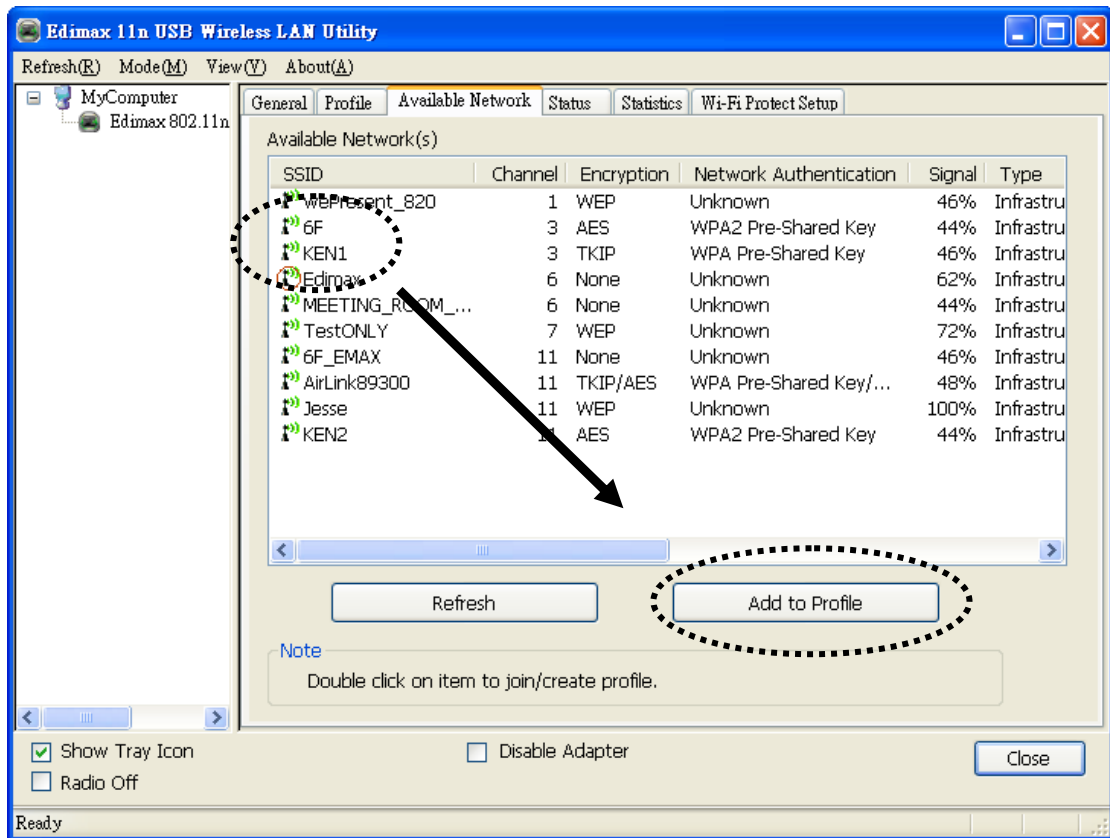 Edimax 11n USB Wireless LAN Utility
Refresh(R) Mode(M) View(V) About(A)
MyComputer
Edimax 802.11n
General Profile Available Network Status Statistics Wi-Fi Protect Setup
Available Network(s)
SSID Channel Encryption Network Authentication Signal Type
wePresent_820 1 WEP Unknown 46% Infrastru
6F 3 AES WPA2 Pre-Shared Key 44% Infrastru
KEN1 3 TKIP WPA Pre-Shared Key 46% Infrastru
Edimax 6 None Unknown 62% Infrastru
MEETING_ROOM_... 6 None Unknown 44% Infrastru
TestONLY 7 WEP Unknown 72% Infrastru
6F_EMAX 11 None Unknown 46% Infrastru
AirLink89300 11 TKIP/AES WPA Pre-Shared Key/... 48% Infrastru
Jesse 11 WEP Unknown 100% Infrastru
KEN2 11 AES WPA2 Pre-Shared Key 44% Infrastru
Refresh Add to Profile
Note
Double click on item to join/create profile.
Show Tray Icon Disable Adapter Close
Radio Off
Ready